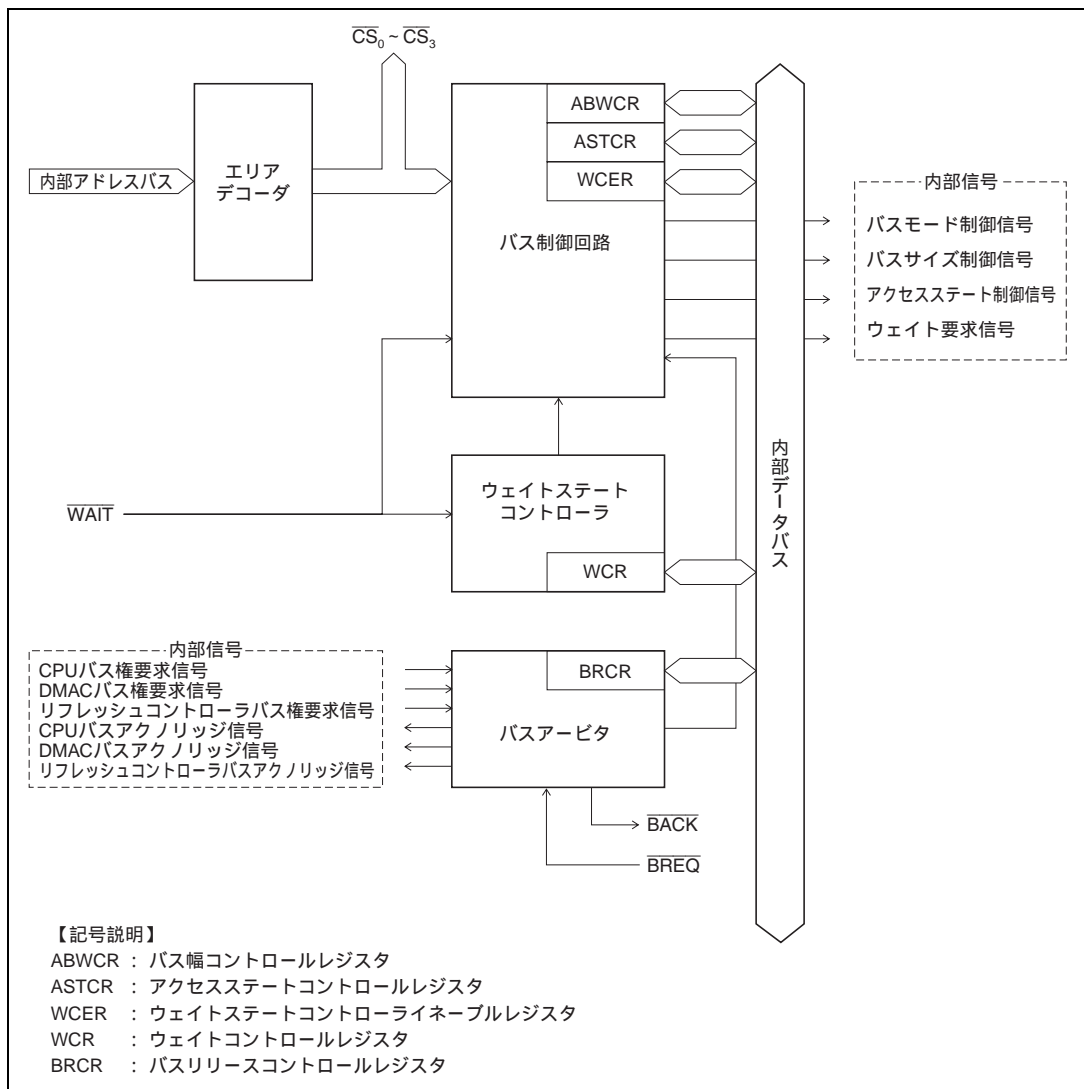 C̅S̅₀ ~ C̅S̅₃
ABWCR
ASTCR
WCER
内部アドレスバス
エリア
デコーダ
バス制御回路
内部信号
バスモード制御信号
バスサイズ制御信号
アクセスステート制御信号
ウェイト要求信号
W̅A̅I̅T̅
ウェイトステート
コントローラ
WCR
内部データバス
内部信号
CPUバス権要求信号
DMACバス権要求信号
リフレッシュコントローラバス権要求信号
CPUバスアクノリッジ信号
DMACバスアクノリッジ信号
リフレッシュコントローラバスアクノリッジ信号
BRCR
バスアービタ
B̅A̅C̅K̅
B̅R̅E̅Q̅
【記号説明】
ABWCR : バス幅コントロールレジスタ
ASTCR : アクセスステートコントロールレジスタ
WCER : ウェイトステートコントローライネーブルレジスタ
WCR : ウェイトコントロールレジスタ
BRCR : バスリリースコントロールレジスタ